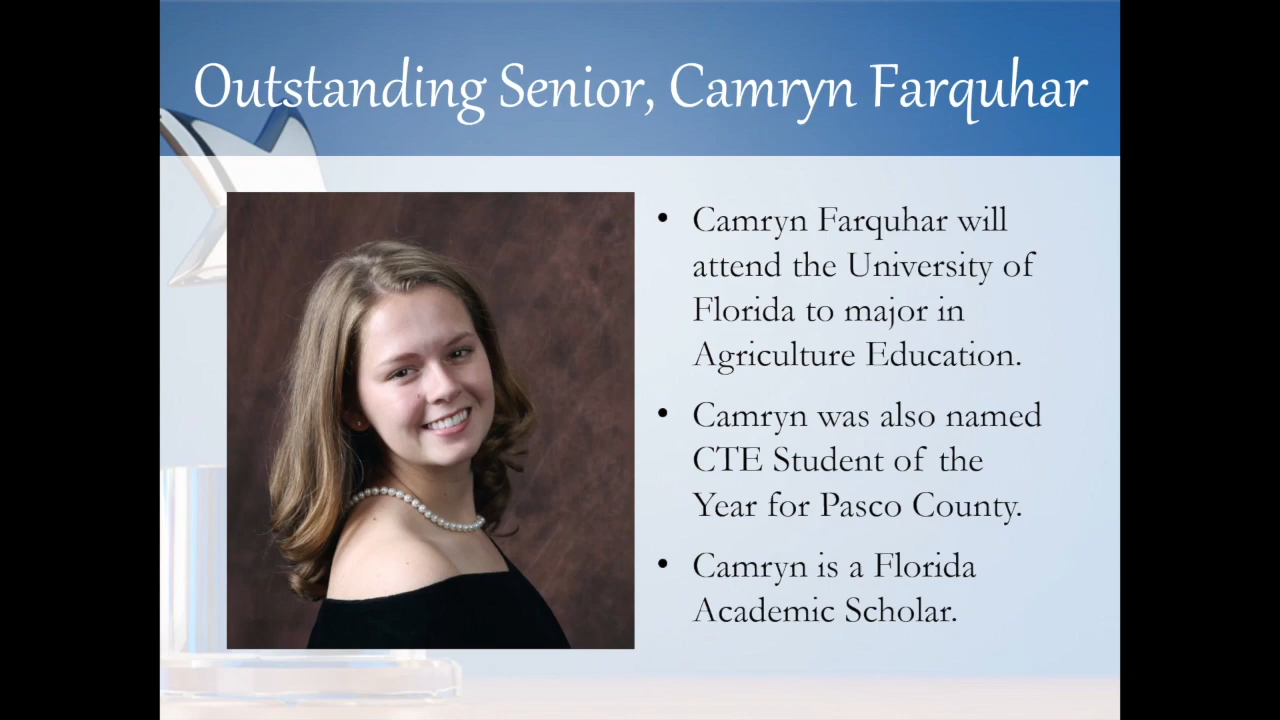 Outstanding Senior, Camryn Farquhar
• Camryn Farquhar will
attend the University of
Florida to major in
Agriculture Education.
• Camryn was also named
CTE Student of the
Year for Pasco County.
• Camryn is a Florida
Academic Scholar.